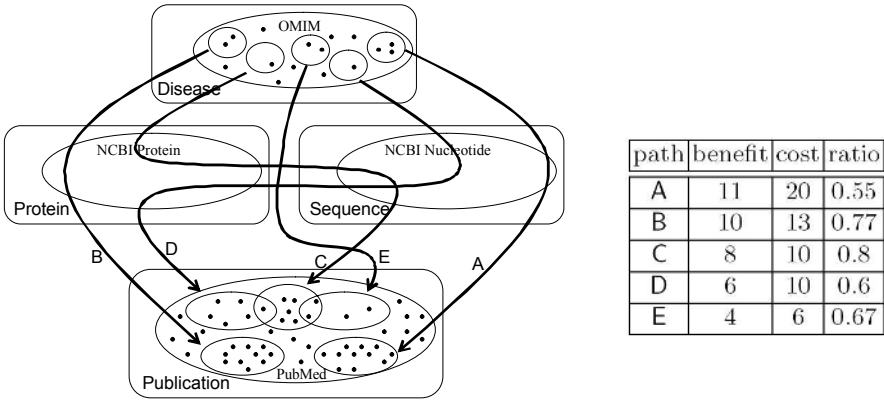 OMIM
Disease
NCBI Protein
NCBI Nucleotide
Protein
Sequence
B
D
C
E
A
PubMed
Publication
path benefit cost ratio
A 11 20 0.55
B 10 13 0.77
C 8 10 0.8
D 6 10 0.6
E 4 6 0.67